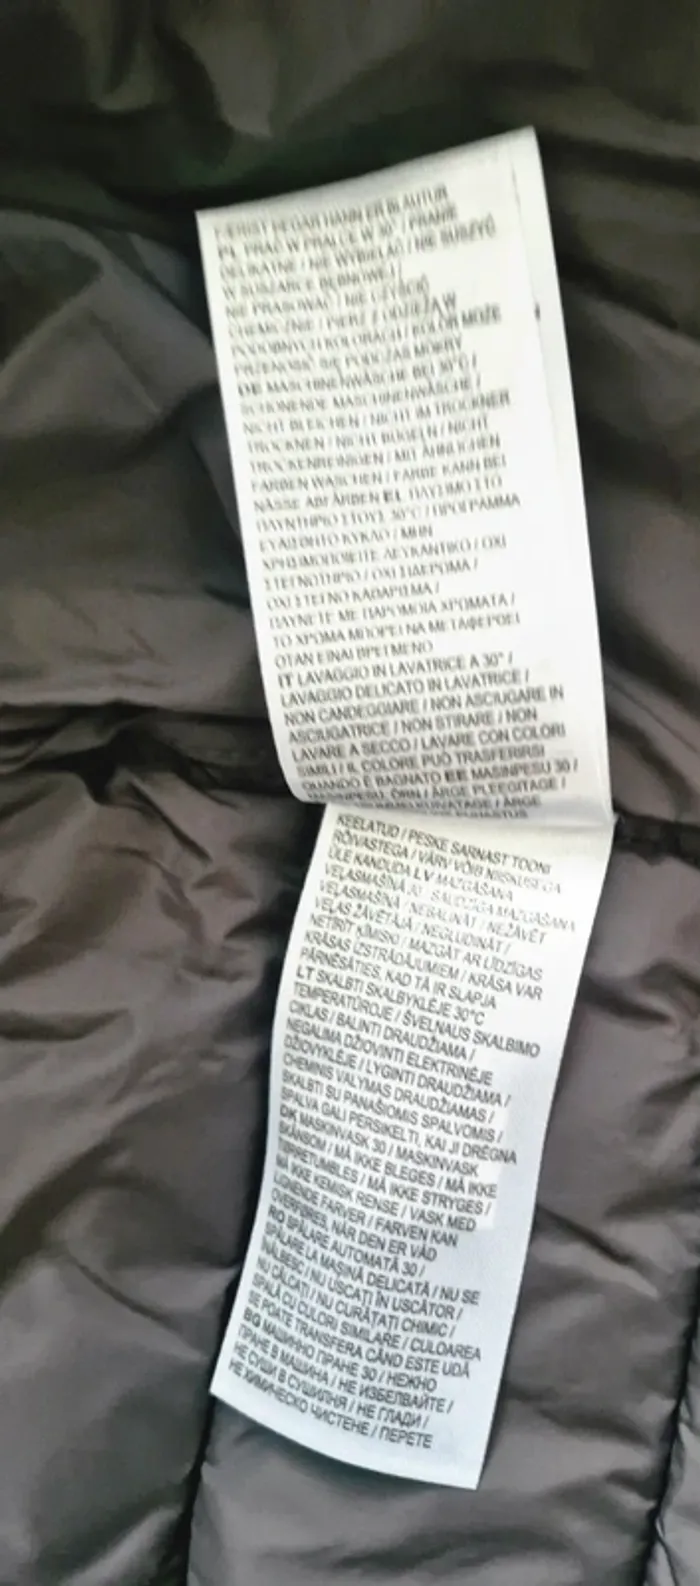 FÆRIST ÞEGAR HANN ER BLAUTUR
PL PRAĆ W PRALCE W 30° / PRANIE
DELIKATNE / NIE WYBIELAĆ / NIE SUSZYĆ
W SUSZARCE BĘBNOWEJ /
NIE PRASOWAĆ / NIE CZYŚCIĆ
CHEMICZNIE / PIERZ Z ODZIEŻĄ W
PODOBNYCH KOLORACH / KOLOR MOŻE
PRZENOSIĆ SIĘ PODCZAS MOKRY
DE MASCHINENWÄSCHE BEI 30°C /
SCHONENDE MASCHINENWÄSCHE /
NICHT BLEICHEN / NICHT IM TROCKNER
TROCKNEN / NICHT BÜGELN / NICHT
TROCKENREINIGEN / MIT ÄHNLICHEN
FARBEN WASCHEN / FARBE KANN BEI
NÄSSE ABFÄRBEN EL ΠΛΥΣΙΜΟ ΣΤΟ
ΠΛΥΝΤΗΡΙΟ ΣΤΟΥΣ 30°C / ΠΡΟΓΡΑΜΜΑ
ΕΥΑΙΣΘΗΤΟ ΚΥΚΛΟ / ΜΗΝ
ΧΡΗΣΙΜΟΠΟΙΕΙΤΕ ΛΕΥΚΑΝΤΙΚΟ / ΟΧΙ
ΣΤΕΓΝΩΤΗΡΙΟ / ΟΧΙ ΣΙΔΕΡΩΜΑ /
ΟΧΙ ΣΤΕΓΝΟ ΚΑΘΑΡΙΣΜΑ /
ΠΛΥΝΕΤΕ ΜΕ ΠΑΡΟΜΟΙΑ ΧΡΩΜΑΤΑ /
ΤΟ ΧΡΩΜΑ ΜΠΟΡΕΙ ΝΑ ΜΕΤΑΦΕΡΘΕΙ
ΟΤΑΝ ΕΙΝΑΙ ΒΡΕΓΜΕΝΟ
IT LAVAGGIO IN LAVATRICE A 30° /
LAVAGGIO DELICATO IN LAVATRICE /
NON CANDEGGIARE / NON ASCIUGARE IN
ASCIUGATRICE / NON STIRARE / NON
LAVARE A SECCO / LAVARE CON COLORI
SIMILI / IL COLORE PUÒ TRASFERIRSI
QUANDO È BAGNATO EE MASINPESU 30 /
MASINPESU, ÕRN / ÄRGE PLEEGITAGE /
ÄRGE
KEELATUD / PESKE SARNAST TOONI
RÕIVASTEGA / VÄRV VÕIB NIISKUSEGA
ÜLE KANDUDA LV MAZGĀŠANA
VEĻASMAŠĪNĀ 30° SAUDZĪGA MAZGĀŠANA
VEĻASMAŠĪNĀ / NEBALINĀT / NEŽĀVĒT
VEĻAS ŽĀVĒTĀJĀ / NEGLUDINĀT /
NETĪRĪT ĶĪMISKI / MAZGĀT AR LĪDZĪGAS
KRĀSAS IZSTRĀDĀJUMIEM / KRĀSA VAR
PĀRNĒSĀTIES, KAD TĀ IR SLAPJA
LT SKALBTI SKALBYKLĖJE 30°C
TEMPERATŪROJE / ŠVELNAUS SKALBIMO
CIKLAS / BALINTI DRAUDŽIAMA /
NEGALIMA DŽIOVINTI ELEKTRINĖJE
DŽIOVYKLĖJE / LYGINTI DRAUDŽIAMA /
CHEMINIS VALYMAS DRAUDŽIAMAS /
SKALBTI SU PANAŠIOMIS SPALVOMIS /
SPALVA GALI PERSIKELTI, KAI JI DRĖGNA
DK MASKINVASK 30 / MASKINVASK
SKÅNSOM / MÅ IKKE BLEGES / MÅ IKKE
TØRRETUMBLES / MÅ IKKE STRYGES /
MÅ IKKE KEMISK RENSE / VASK MED
LIGNENDE FARVER / FARVEN KAN
OVERFØRES, NÅR DEN ER VÅD
RO SPĂLARE AUTOMATĂ 30 /
SPĂLARE LA MAȘINĂ DELICATĂ / NU SE
ÎNĂLBESC / NU USCAȚI ÎN USCĂTOR /
NU CĂLCAȚI / NU CURĂȚAȚI CHIMIC /
SPĂLĂ CU CULORI SIMILARE / CULOAREA
SE POATE TRANSFERA CÂND ESTE UDĂ
BG МАШИННО ПРАНЕ 30 / НЕЖНО
ПРАНЕ В МАШИНА / НЕ ИЗБЕЛВАЙТЕ /
НЕ СУШИ В СУШИЛНЯ / НЕ ГЛАДИ /
НЕ ХИМИЧЕСКО ЧИСТЕНЕ / ПЕРЕТЕ